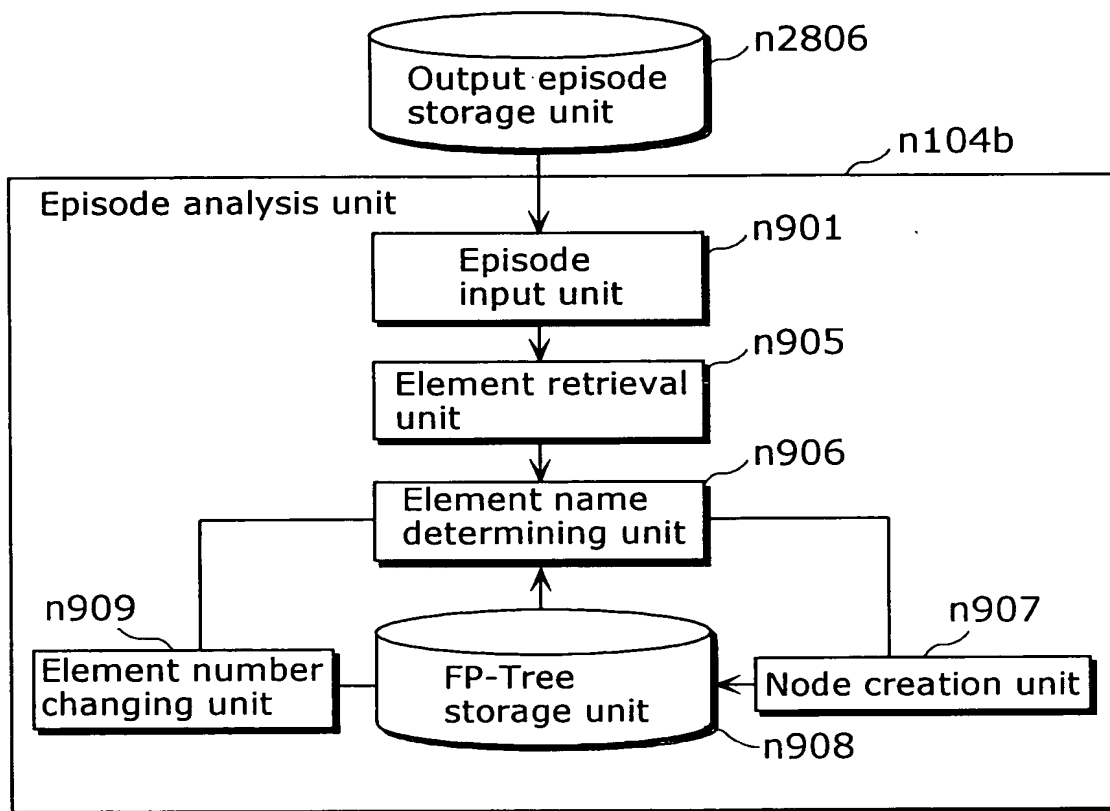 Output episode
storage unit
n2806
n104b
Episode analysis unit
n901
Episode
input unit
n905
Element retrieval
unit
n906
Element name
determining unit
n909
n907
Element number
changing unit
FP-Tree
storage unit
Node creation unit
n908